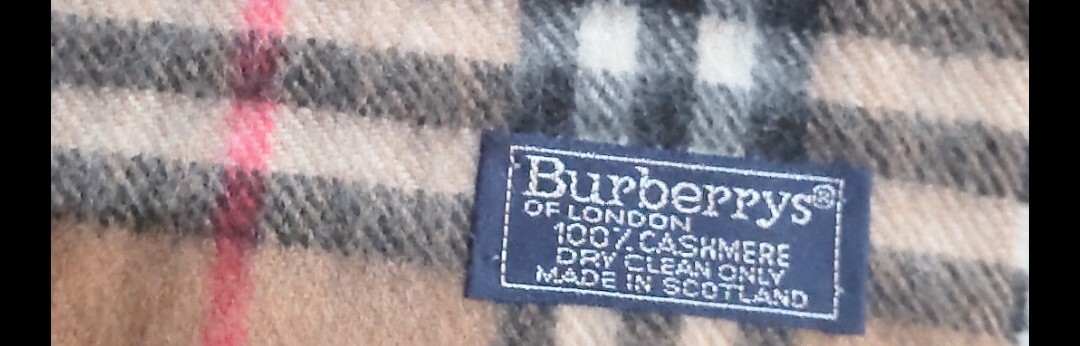 Burberrys®
OF LONDON
100% CASHMERE
DRY CLEAN ONLY
MADE IN SCOTLAND